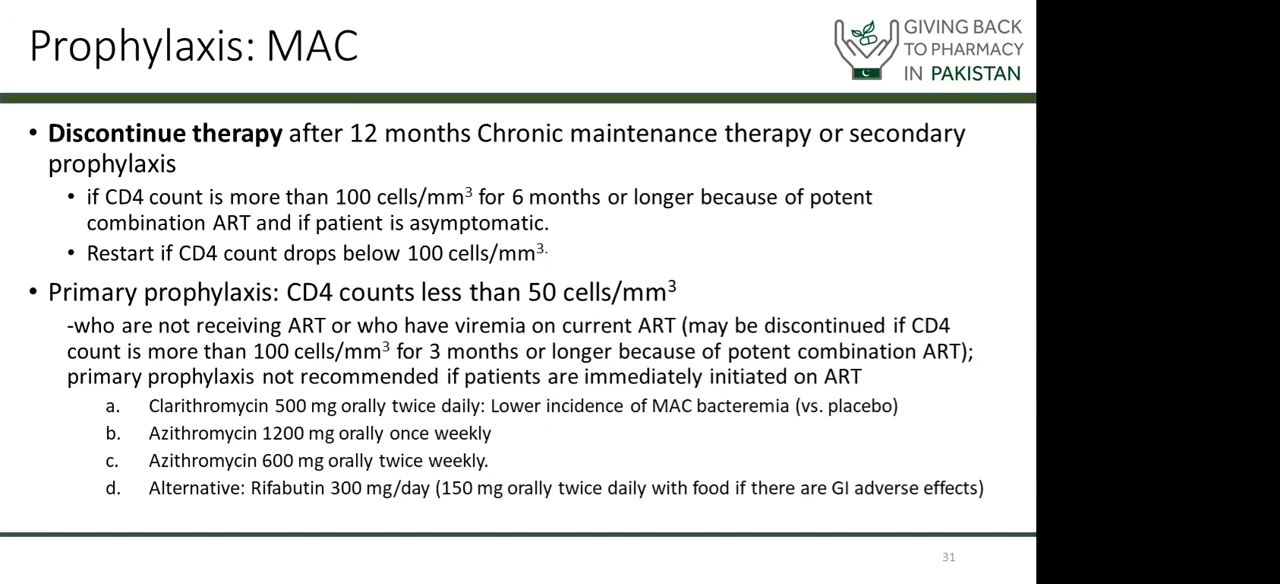 Prophylaxis: MAC
GIVING BACK
TO PHARMACY
IN PAKISTAN
• Discontinue therapy after 12 months Chronic maintenance therapy or secondary
prophylaxis
• if CD4 count is more than 100 cells/mm³ for 6 months or longer because of potent
combination ART and if patient is asymptomatic.
• Restart if CD4 count drops below 100 cells/mm³·
• Primary prophylaxis: CD4 counts less than 50 cells/mm³
-who are not receiving ART or who have viremia on current ART (may be discontinued if CD4
count is more than 100 cells/mm³ for 3 months or longer because of potent combination ART);
primary prophylaxis not recommended if patients are immediately initiated on ART
a. Clarithromycin 500 mg orally twice daily: Lower incidence of MAC bacteremia (vs. placebo)
b. Azithromycin 1200 mg orally once weekly
c. Azithromycin 600 mg orally twice weekly.
d. Alternative: Rifabutin 300 mg/day (150 mg orally twice daily with food if there are GI adverse effects)
31